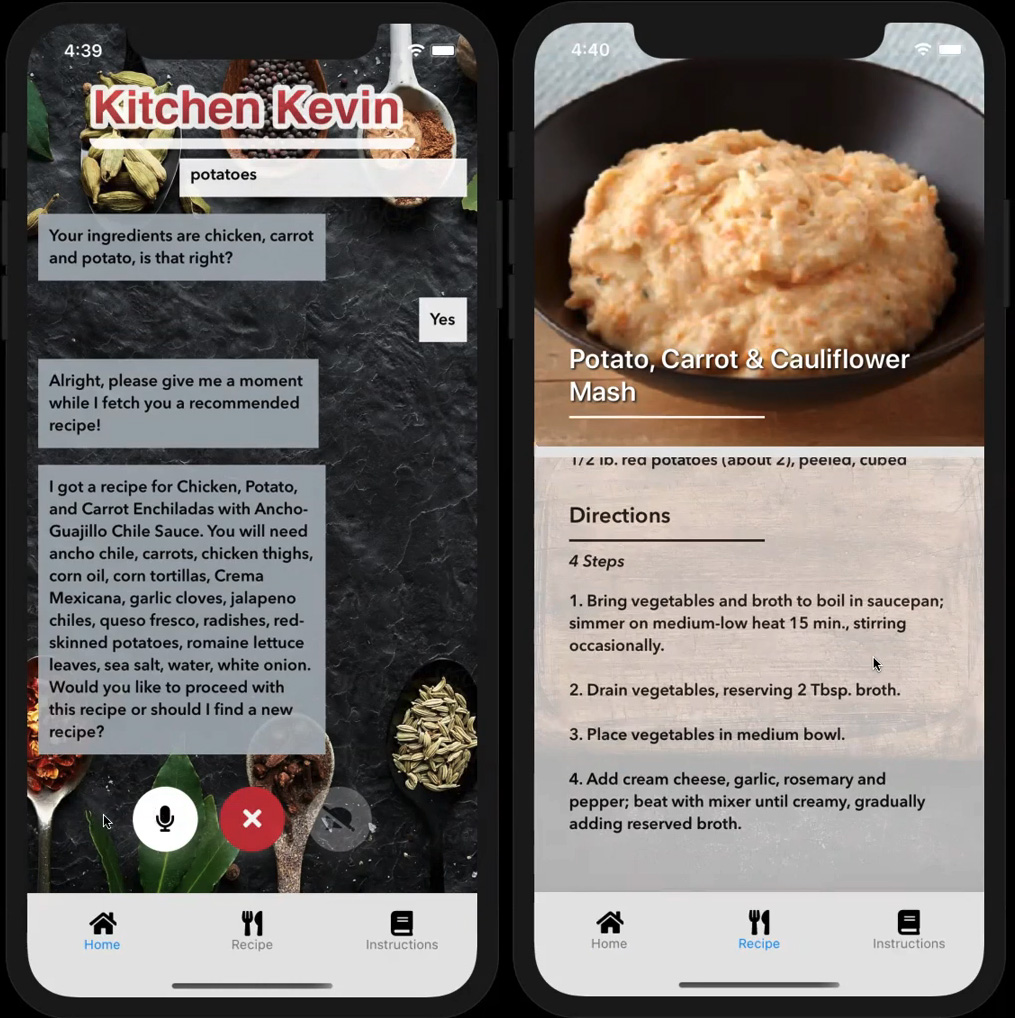 4:39
Kitchen Kevin
potatoes
Your ingredients are chicken, carrot
and potato, is that right?
Yes
Alright, please give me a moment
while I fetch you a recommended
recipe!
I got a recipe for Chicken, Potato,
and Carrot Enchiladas with Ancho-
Guajillo Chile Sauce. You will need
ancho chile, carrots, chicken thighs,
corn oil, corn tortillas, Crema
Mexicana, garlic cloves, jalapeno
chiles, queso fresco, radishes, red-
skinned potatoes, romaine lettuce
leaves, sea salt, water, white onion.
Would you like to proceed with
this recipe or should I find a new
recipe?
Home
Recipe
Instructions
4:40
Potato, Carrot & Cauliflower
Mash
1/2 lb. red potatoes (about 2), peeled, cubed
Directions
4 Steps
1. Bring vegetables and broth to boil in saucepan;
simmer on medium-low heat 15 min., stirring
occasionally.
2. Drain vegetables, reserving 2 Tbsp. broth.
3. Place vegetables in medium bowl.
4. Add cream cheese, garlic, rosemary and
pepper; beat with mixer until creamy, gradually
adding reserved broth.
Home
Recipe
Instructions